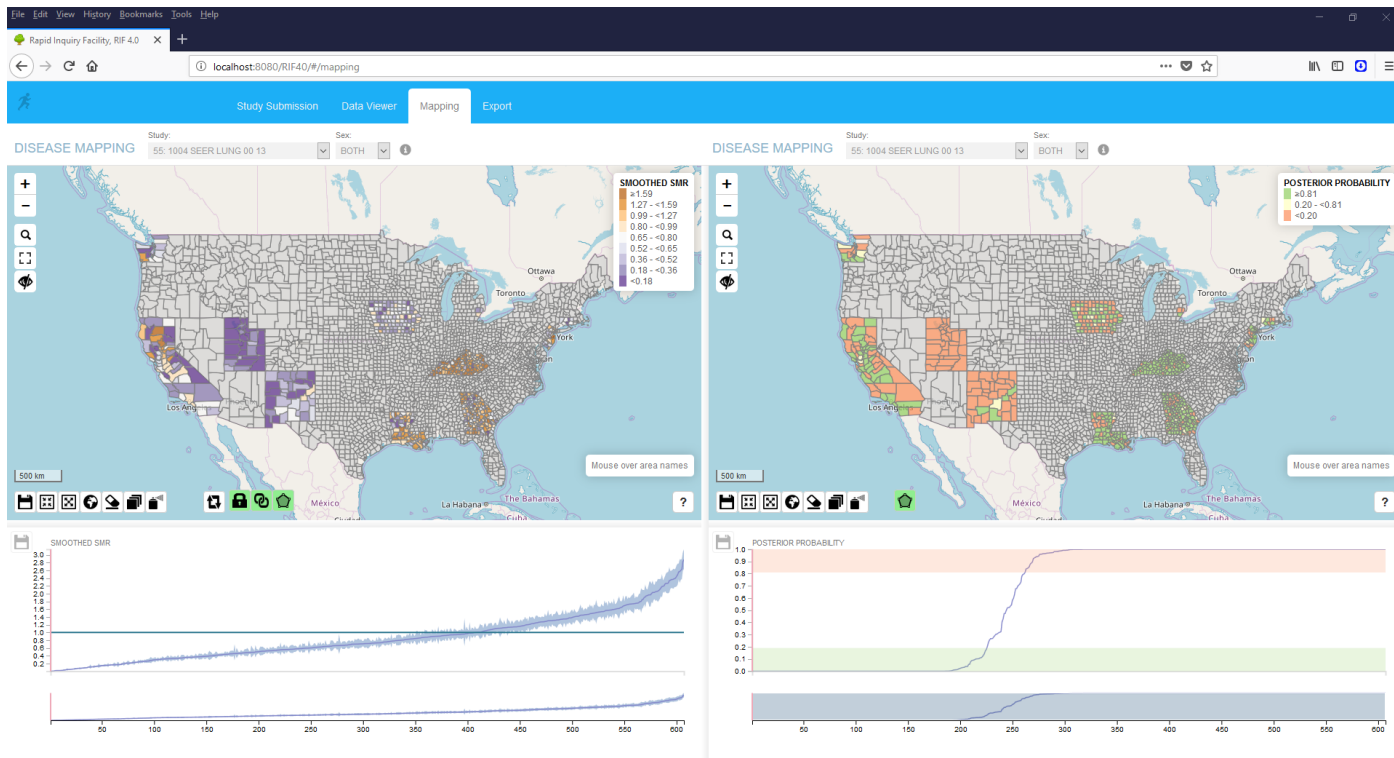 File Edit View History Bookmarks Tools Help
Rapid Inquiry Facility, RIF 4.0
localhost:8080/RIF40/#/mapping
Study Submission Data Viewer Mapping Export
DISEASE MAPPING
Study:
55: 1004 SEER LUNG 00 13
Sex:
BOTH
SMOOTHED SMR
≥1.59
1.27 - <1.59
0.99 - <1.27
0.80 - <0.99
0.65 - <0.80
0.52 - <0.65
0.36 - <0.52
0.18 - <0.36
<0.18
Ottawa
Toronto
York
Los Ang
500 km
Mouse over area names
México
La Habana
The Bahamas
Cuba
?
DISEASE MAPPING
Study:
55: 1004 SEER LUNG 00 13
Sex:
BOTH
POSTERIOR PROBABILITY
≥0.81
0.20 - <0.81
<0.20
Ottawa
Toronto
York
Los Ang
500 km
Mouse over area names
México
La Habana
The Bahamas
Cuba
?
SMOOTHED SMR
3.0
2.8
2.6
2.4
2.2
2.0
1.8
1.6
1.4
1.2
1.0
0.8
0.6
0.4
0.2
50 100 150 200 250 300 350 400 450 500 550 600
POSTERIOR PROBABILITY
1.0
0.9
0.8
0.7
0.6
0.5
0.4
0.3
0.2
0.1
0.0
50 100 150 200 250 300 350 400 450 500 550 600